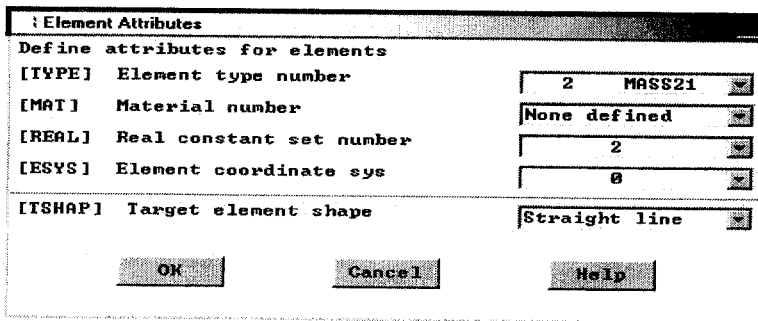 Element Attributes
Define attributes for elements
[TYPE] Element type number 2 MASS21
[MAT] Material number None defined
[REAL] Real constant set number 2
[ESYS] Element coordinate sys 0
[TSHAP] Target element shape Straight line
OK Cancel Help